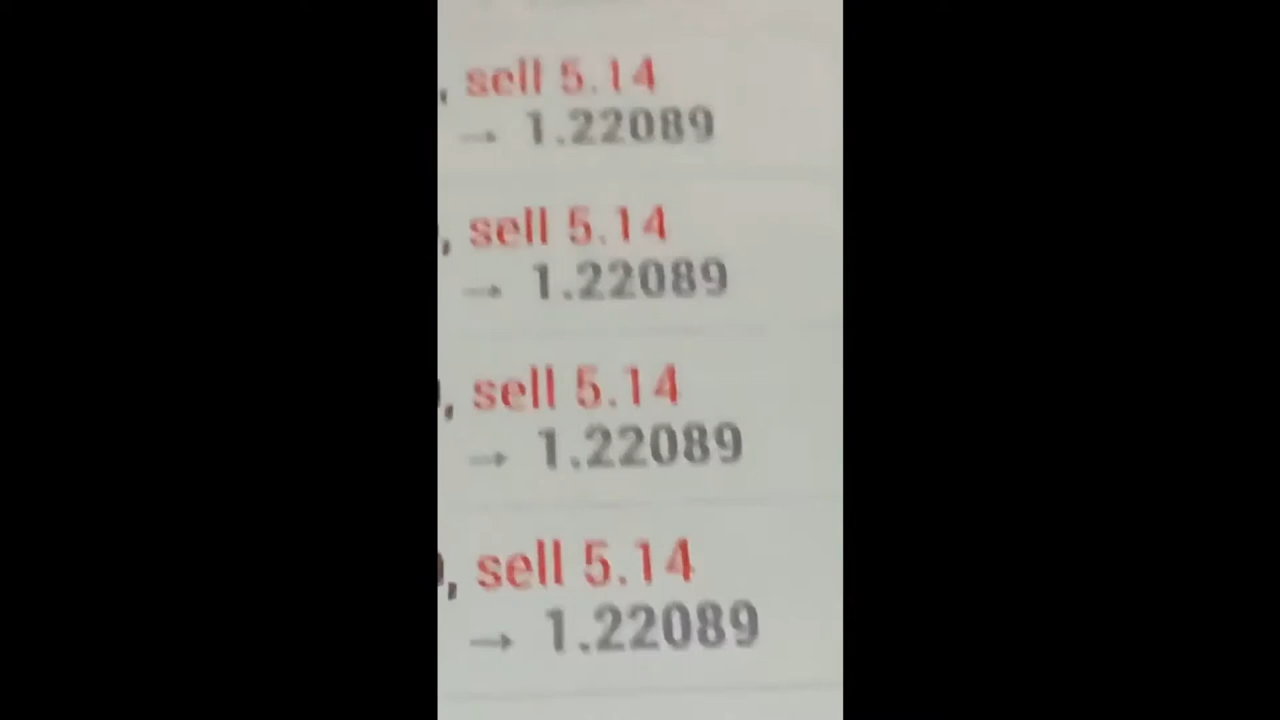 , sell 5.14
→ 1.22089
, sell 5.14
→ 1.22089
, sell 5.14
→ 1.22089
, sell 5.14
→ 1.22089